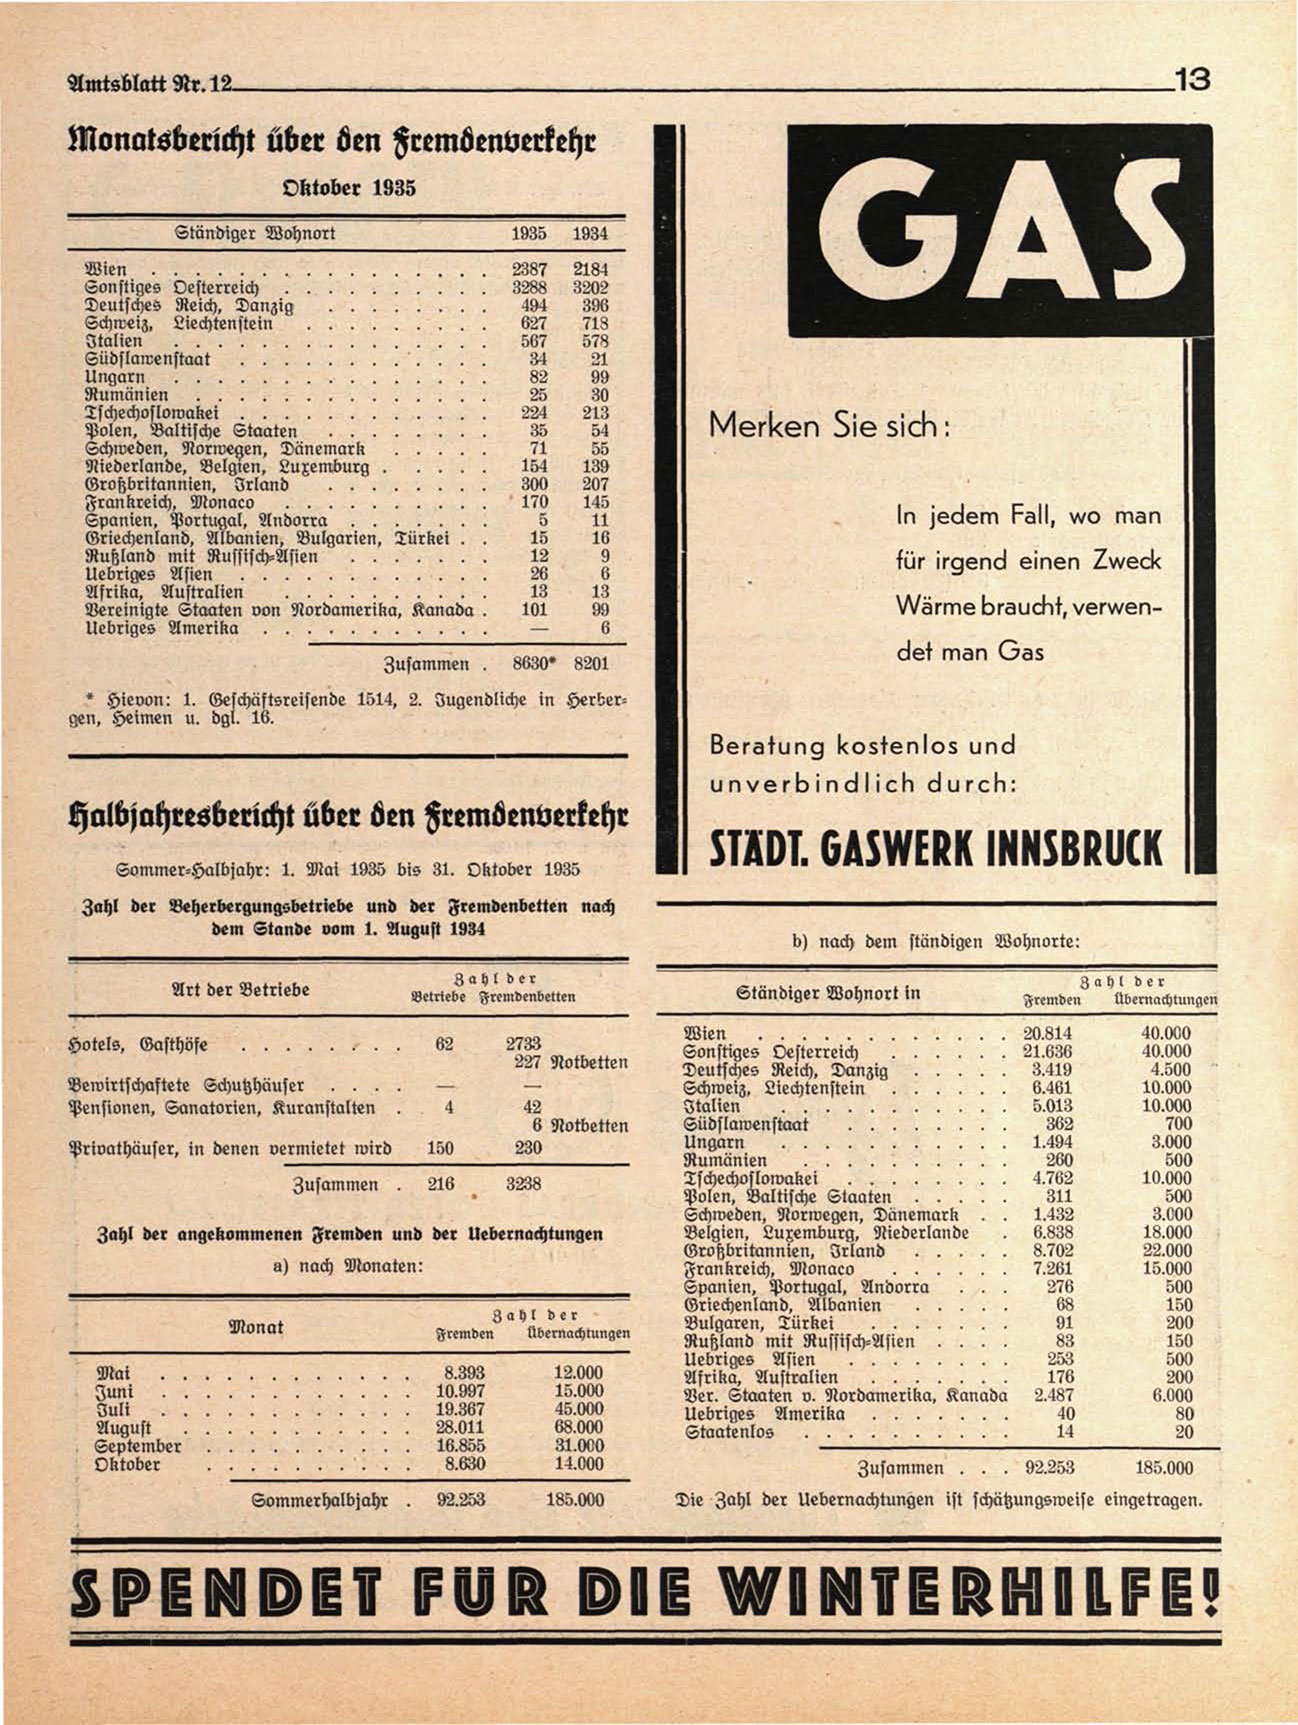 Amtsblatt Nr. 12 13
Monatsbericht über den Fremdenverkehr
Oktober 1935
Ständiger Wohnort 1935 1934
Wien . . . . . . . . . . . . . . . . 2387 2184
Sonstiges Oesterreich . . . . . . . . . . 3288 3202
Deutsches Reich, Danzig . . . . . . . . 494 396
Schweiz, Liechtenstein . . . . . . . . . 627 718
Italien . . . . . . . . . . . . . . . 567 578
Südslawenstaat . . . . . . . . . . . . 34 21
Ungarn . . . . . . . . . . . . . . . 82 99
Rumänien . . . . . . . . . . . . . . 25 30
Tschechoslowakei . . . . . . . . . . . . 224 213
Polen, Baltische Staaten . . . . . . . . 35 54
Schweden, Norwegen, Dänemark . . . . . 71 55
Niederlande, Belgien, Luxemburg . . . . . 154 139
Großbritannien, Irland . . . . . . . . 300 207
Frankreich, Monaco . . . . . . . . . . 170 145
Spanien, Portugal, Andorra . . . . . . . 5 11
Griechenland, Albanien, Bulgarien, Türkei . . 15 16
Rußland mit Russisch-Asien . . . . . . . 12 9
Uebriges Asien . . . . . . . . . . . . 26 6
Afrika, Australien . . . . . . . . . . 13 13
Vereinigte Staaten von Nordamerika, Kanada . 101 99
Uebriges Amerika . . . . . . . . . . . — 6
Zusammen . 8630* 8201
* Hievon: 1. Geschäftsreisende 1514, 2. Jugendliche in Herber-
gen, Heimen u. dgl. 16.
Halbjahresbericht über den Fremdenverkehr
Sommer-Halbjahr: 1. Mai 1935 bis 31. Oktober 1935
Zahl der Beherbergungsbetriebe und der Fremdenbetten nach
dem Stande vom 1. August 1934
Zahl der
Art der Betriebe Betriebe Fremdenbetten
Hotels, Gasthöfe . . . . . . . . 62 2733
227 Notbetten
Bewirtschaftete Schutzhäuser . . . . — —
Pensionen, Sanatorien, Kuranstalten . 4 42
6 Notbetten
Privathäuser, in denen vermietet wird 150 230
Zusammen . 216 3238
Zahl der angekommenen Fremden und der Uebernachtungen
a) nach Monaten:
Zahl der
Monat Fremden Übernachtungen
Mai . . . . . . . . . . . . 8.393 12.000
Juni . . . . . . . . . . . . 10.997 15.000
Juli . . . . . . . . . . . . 19.367 45.000
August . . . . . . . . . . . 28.011 68.000
September . . . . . . . . . . 16.855 31.000
Oktober . . . . . . . . . . 8.630 14.000
Sommerhalbjahr . 92.253 185.000
GAS
Merken Sie sich:
In jedem Fall, wo man
für irgend einen Zweck
Wärme braucht, verwen-
det man Gas
Beratung kostenlos und
unverbindlich durch:
STÄDT. GASWERK INNSBRUCK
b) nach dem ständigen Wohnorte:
Zahl der
Ständiger Wohnort in Fremden Übernachtungen
Wien . . . . . . . . . . . . 20.814 40.000
Sonstiges Oesterreich . . . . . . 21.636 40.000
Deutsches Reich, Danzig . . . . . 3.419 4.500
Schweiz, Liechtenstein . . . . . . 6.461 10.000
Italien . . . . . . . . . . . 5.013 10.000
Südslawenstaat . . . . . . . . 362 700
Ungarn . . . . . . . . . . . 1.494 3.000
Rumänien . . . . . . . . . . 260 500
Tschechoslowakei . . . . . . . . 4.762 10.000
Polen, Baltische Staaten . . . . . 311 500
Schweden, Norwegen, Dänemark . . 1.432 3.000
Belgien, Luxemburg, Niederlande . 6.838 18.000
Großbritannien, Irland . . . . . 8.702 22.000
Frankreich, Monaco . . . . . . 7.261 15.000
Spanien, Portugal, Andorra . . . 276 500
Griechenland, Albanien . . . . . 68 150
Bulgaren, Türkei . . . . . . . 91 200
Rußland mit Russisch-Asien . . . . 83 150
Uebriges Asien . . . . . . . . 253 500
Afrika, Australien . . . . . . . 176 200
Ver. Staaten v. Nordamerika, Kanada 2.487 6.000
Uebriges Amerika . . . . . . . 40 80
Staatenlos . . . . . . . . . . 14 20
Zusammen . . . 92.253 185.000
Die Zahl der Uebernachtungen ist schätzungsweise eingetragen.
SPENDET FÜR DIE WINTERHILFE!